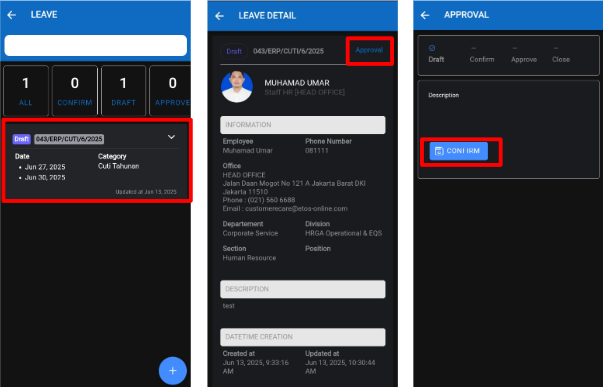 LEAVE
1
0
1
0
ALL
CONFIRM
DRAFT
APPROVE
Draft 043/ERP/CUTI/6/2025
Date
Category
• Jun 27, 2025
Cuti Tahunan
• Jun 30, 2025
Updated at Jun 13, 2025
+
LEAVE DETAIL
Draft 043/ERP/CUTI/6/2025 Approval
MUHAMAD UMAR
Staff HR [HEAD OFFICE]
INFORMATION
Employee
Phone Number
Muhamad Umar
081111
Office
HEAD OFFICE
Jalan Daan Mogot No 121 A Jakarta Barat DKI
Jakarta 11510
Phone : (021) 560 6688
Email : customercare@etos-online.com
Departement
Division
Corporate Service
HRGA Operational & EQS
Section
Position
Human Resource
DESCRIPTION
test
DATETIME CREATION
Created at
Updated at
Jun 13, 2025, 9:33:16
Jun 13, 2025, 10:30:44
AM
AM
APPROVAL
Draft
Confirm
Approve
Close
Description
CONFIRM